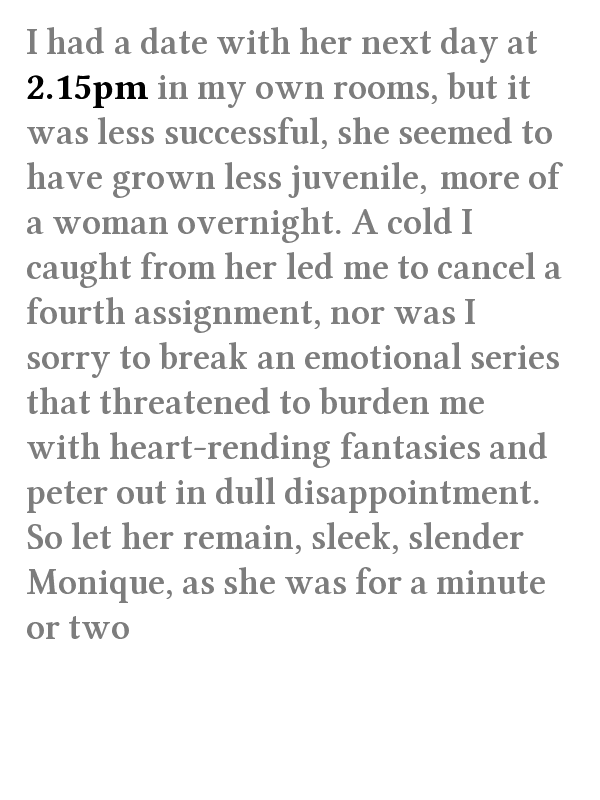 I had a date with her next day at
2.15pm in my own rooms, but it
was less successful, she seemed to
have grown less juvenile, more of
a woman overnight. A cold I
caught from her led me to cancel a
fourth assignment, nor was I
sorry to break an emotional series
that threatened to burden me
with heart-rending fantasies and
peter out in dull disappointment.
So let her remain, sleek, slender
Monique, as she was for a minute
or two